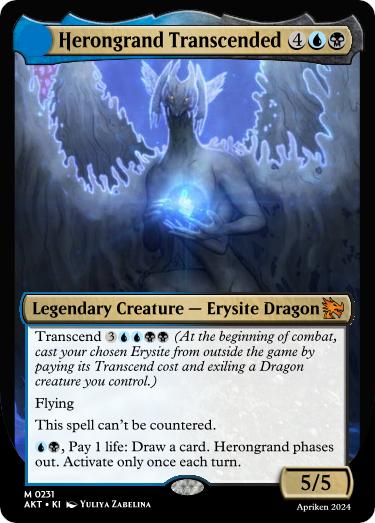 Herongrand Transcended 4
Legendary Creature — Erysite Dragon
Transcend 3 (At the beginning of combat,
cast your chosen Erysite from outside the game by
paying its Transcend cost and exiling a Dragon
creature you control.)
Flying
This spell can't be countered.
, Pay 1 life: Draw a card. Herongrand phases
out. Activate only once each turn.
5/5
M 0231
AKT • KI Yuliya Zabelina
Apriken 2024